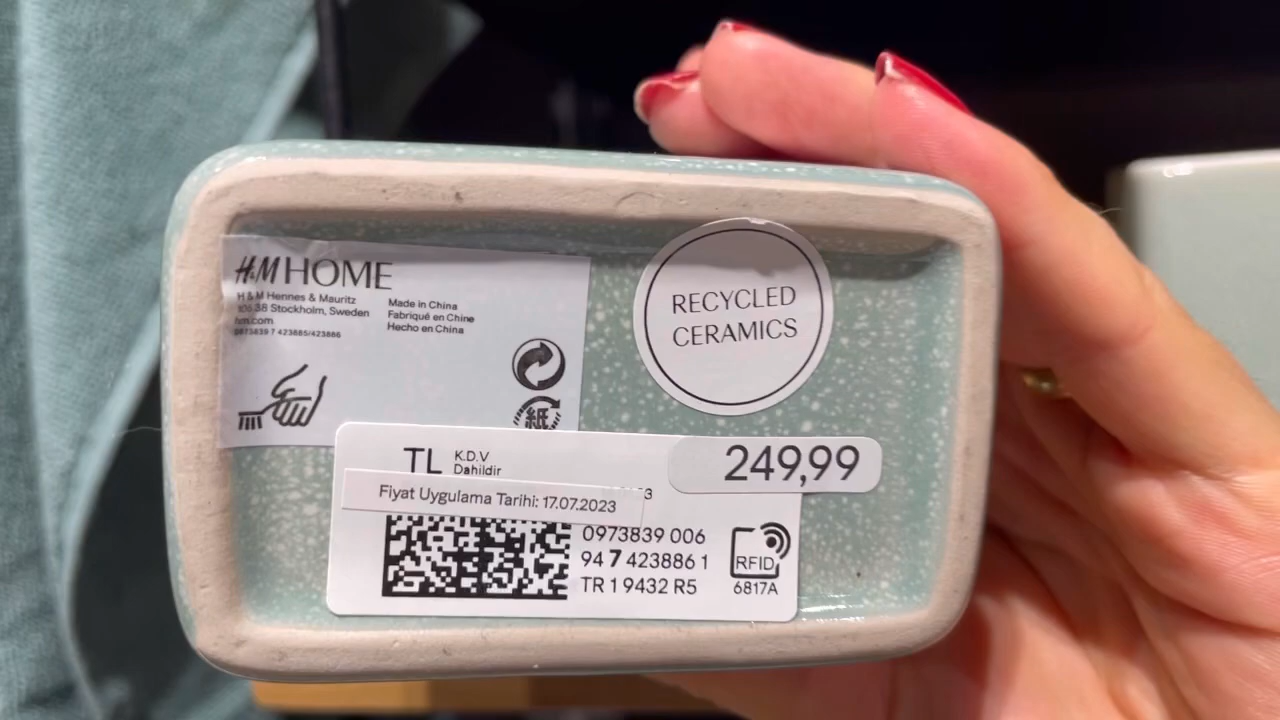 H&M HOME
H & M Hennes & Mauritz
106 38 Stockholm, Sweden
hm.com
0973839 7 423885/423886
Made in China
Fabriqué en Chine
Hecho en China
紙
RECYCLED
CERAMICS
TL K.D.V
Dahildir
249,99
Fiyat Uygulama Tarihi: 17.07.2023
0973839 006
94 7 423886 1
TR 1 9432 R5
RFID
6817A